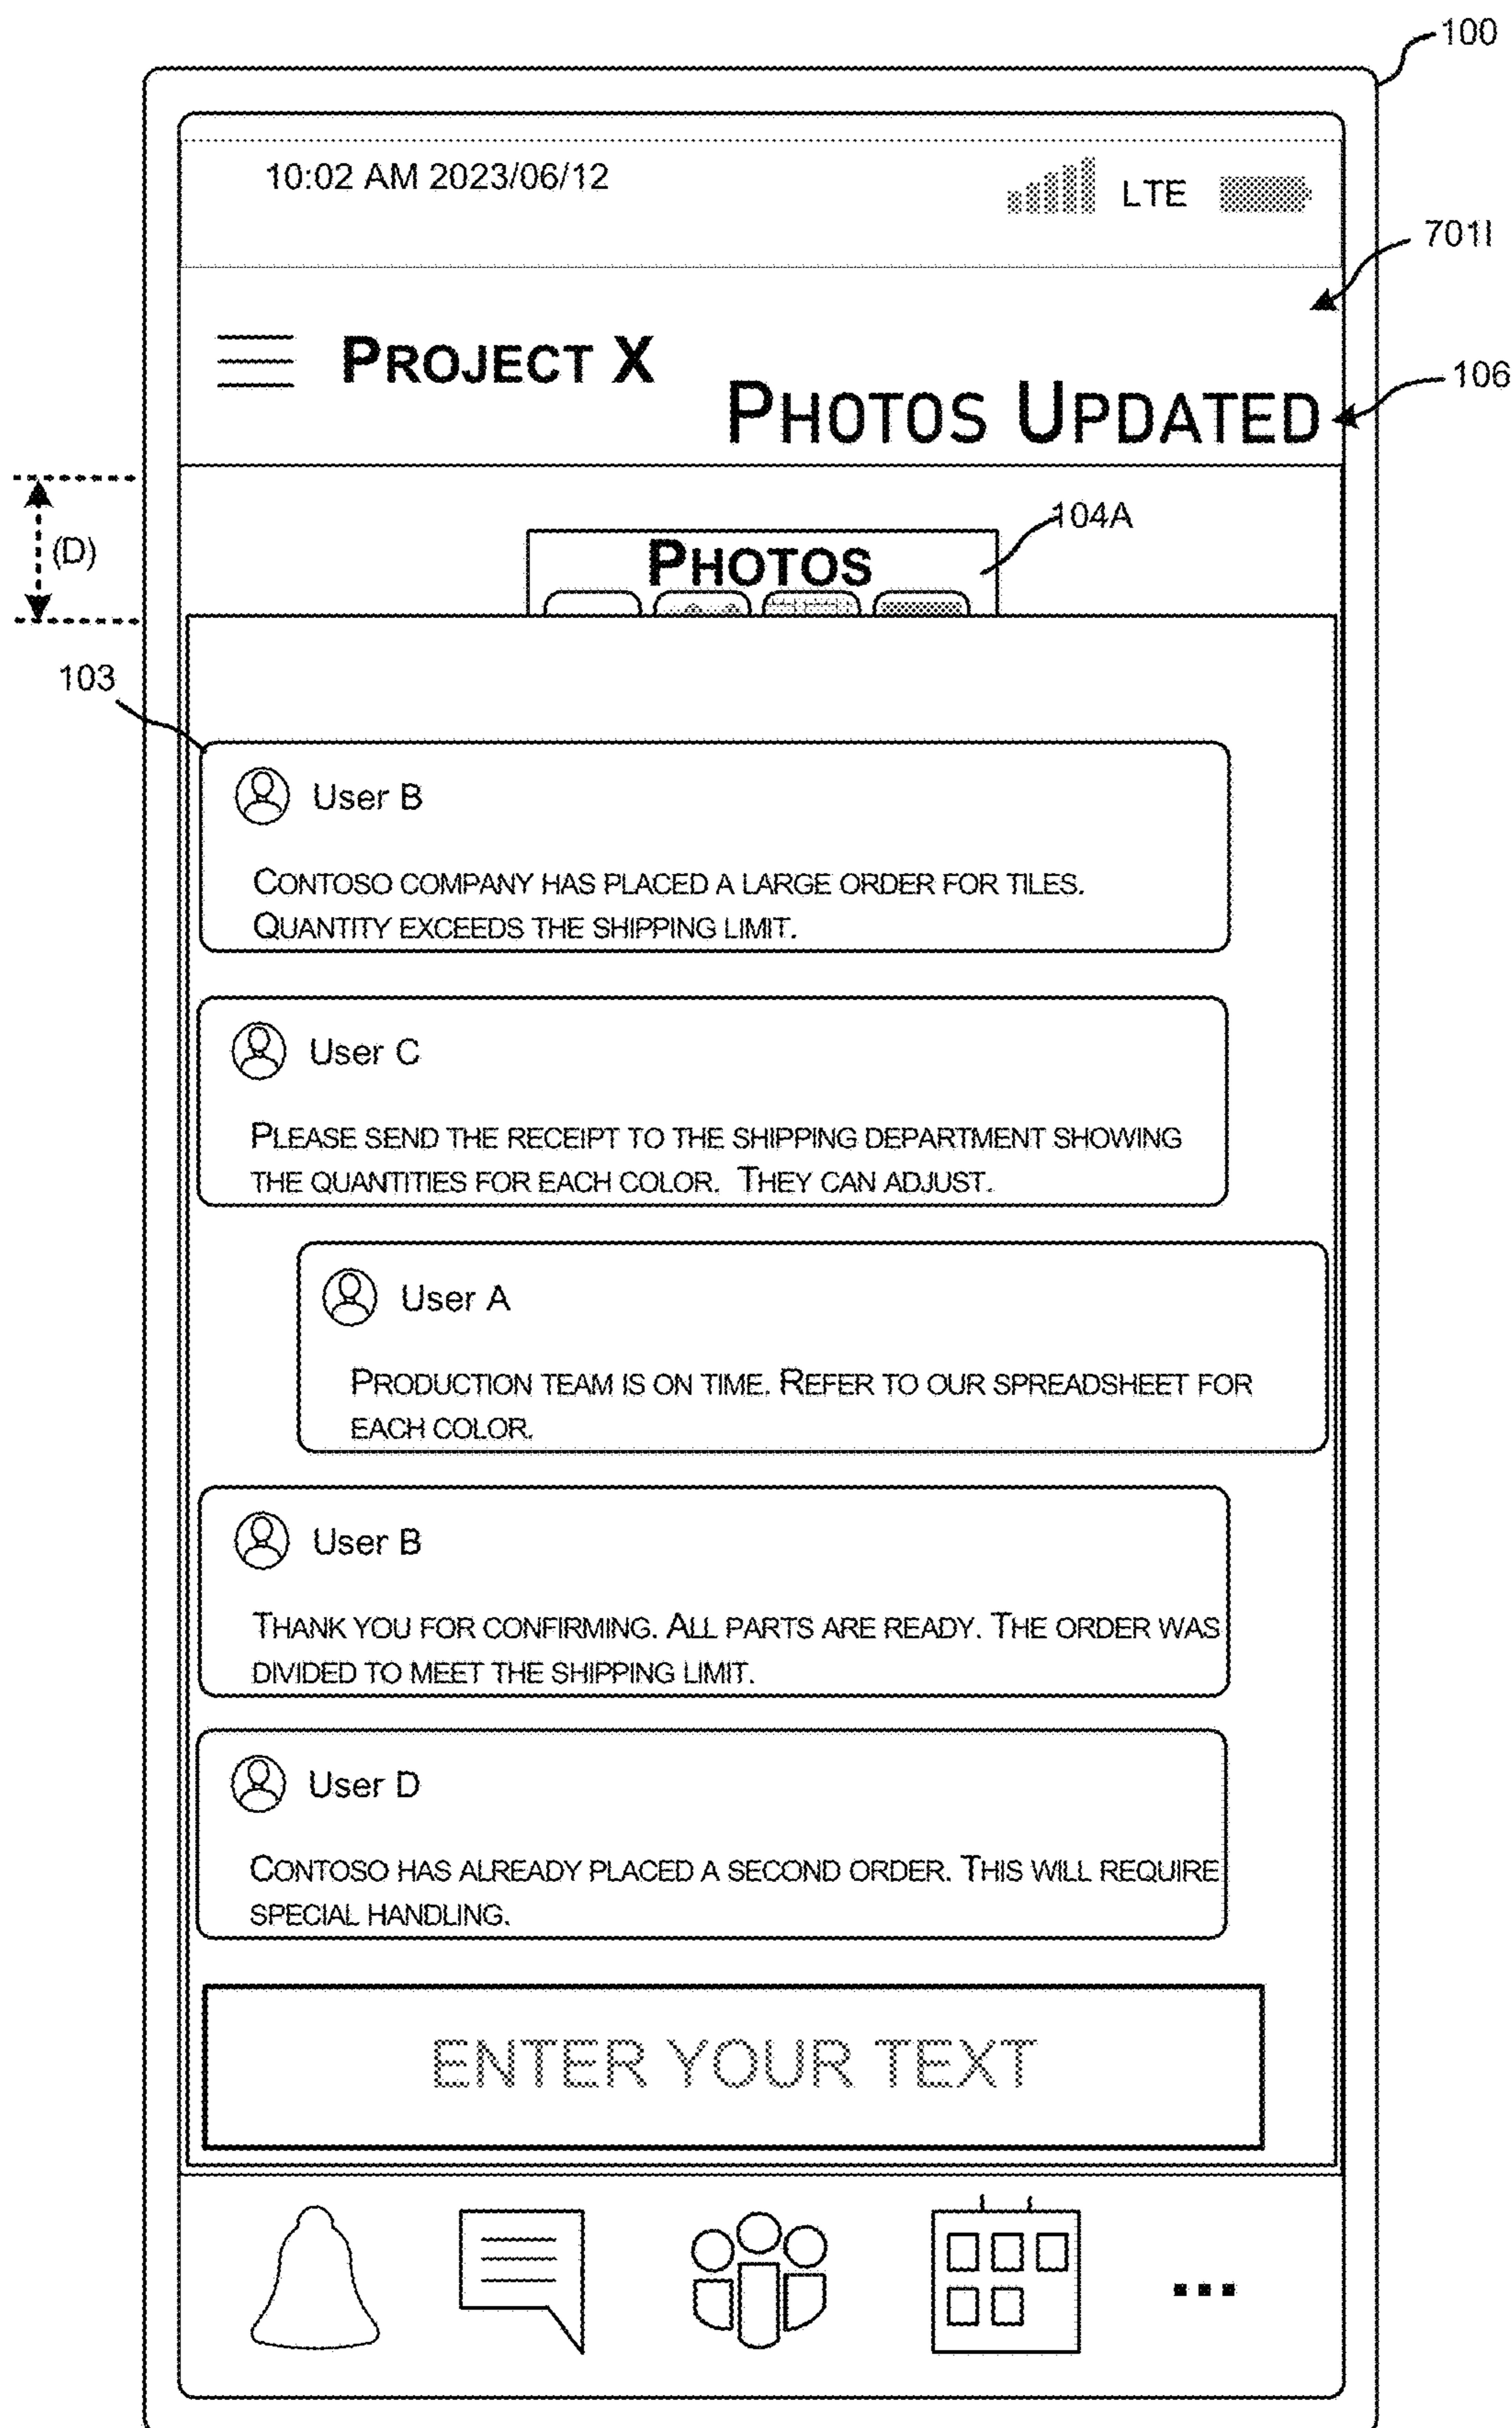 100
10:02 AM 2023/06/12
LTE
701I
PROJECT X
106
PHOTOS UPDATED
104A
(D)
PHOTOS
103
User B
CONTOSO COMPANY HAS PLACED A LARGE ORDER FOR TILES.
QUANTITY EXCEEDS THE SHIPPING LIMIT.
User C
PLEASE SEND THE RECEIPT TO THE SHIPPING DEPARTMENT SHOWING
THE QUANTITIES FOR EACH COLOR. THEY CAN ADJUST.
User A
PRODUCTION TEAM IS ON TIME. REFER TO OUR SPREADSHEET FOR
EACH COLOR.
User B
THANK YOU FOR CONFIRMING. ALL PARTS ARE READY. THE ORDER WAS
DIVIDED TO MEET THE SHIPPING LIMIT.
User D
CONTOSO HAS ALREADY PLACED A SECOND ORDER. THIS WILL REQUIRE
SPECIAL HANDLING.
ENTER YOUR TEXT